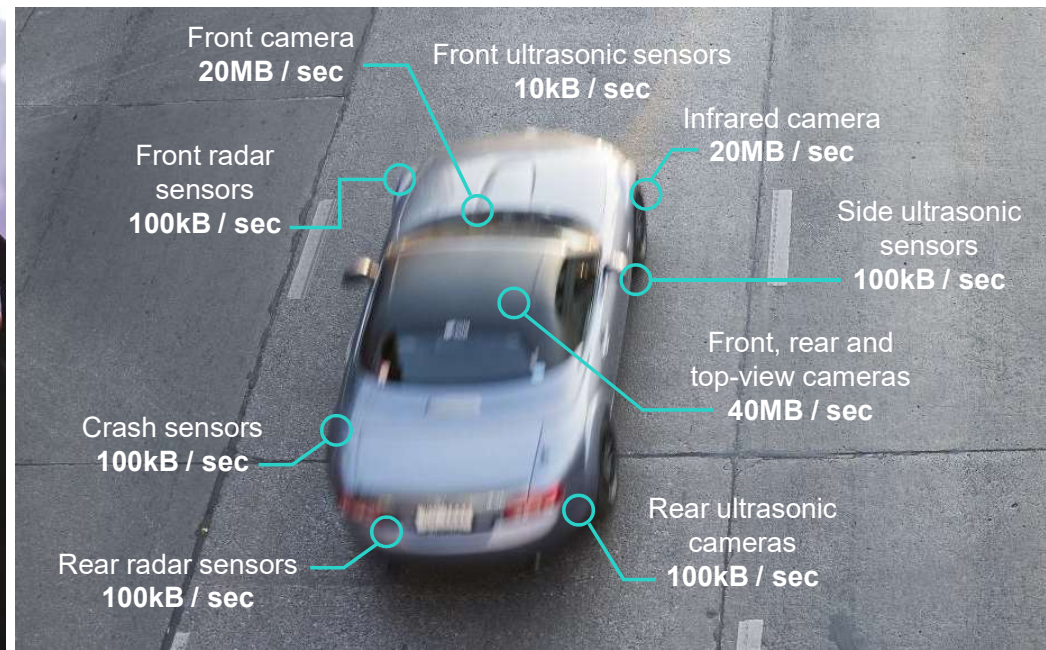 Front camera
20MB / sec
Front ultrasonic sensors
10kB / sec
Infrared camera
20MB / sec
Front radar
sensors
100kB / sec
Side ultrasonic
sensors
100kB / sec
Front, rear and
top-view cameras
40MB / sec
Crash sensors
100kB / sec
Rear ultrasonic
cameras
100kB / sec
Rear radar sensors
100kB / sec